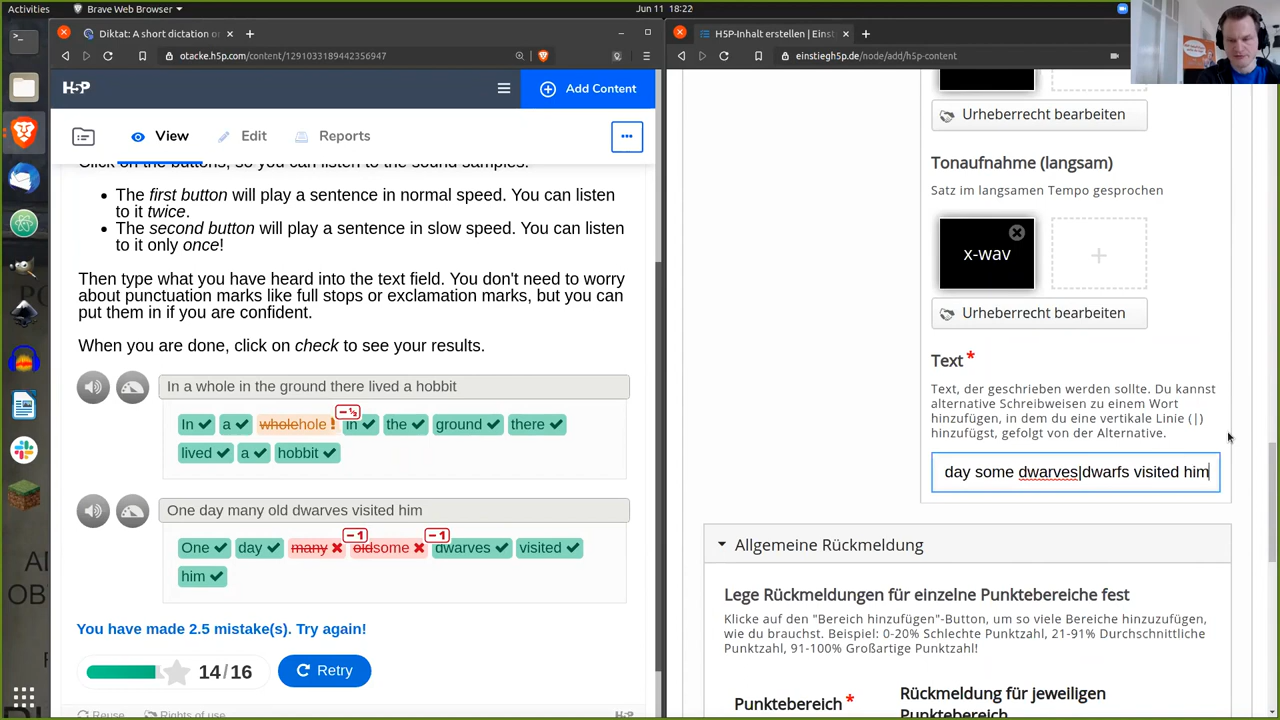 Activities
Brave Web Browser
Jun 11 18:22
Diktat: A short dictation o
H5P-Inhalt erstellen | Einst
otacke.h5p.com/content/1291033189442356947
einstiegh5p.de/node/add/h5p-content
H5P
Add Content
View
Edit
Reports
Click on the buttons, so you can listen to the sound samples.
• The first button will play a sentence in normal speed. You can listen
to it twice.
• The second button will play a sentence in slow speed. You can listen
to it only once!
Then type what you have heard into the text field. You don't need to worry
about punctuation marks like full stops or exclamation marks, but you can
put them in if you are confident.
When you are done, click on check to see your results.
In a whole in the ground there lived a hobbit
In a wholehole ! -½ in the ground there
lived a hobbit
One day many old dwarves visited him
One day many -1 oldsome -1 dwarves visited
him
You have made 2.5 mistake(s). Try again!
14/16
Retry
Reuse
Rights of use
H5P
Urheberrecht bearbeiten
Tonaufnahme (langsam)
Satz im langsamen Tempo gesprochen
x-wav
+
Urheberrecht bearbeiten
Text *
Text, der geschrieben werden sollte. Du kannst
alternative Schreibweisen zu einem Wort
hinzufügen, in dem du eine vertikale Linie (|)
hinzufügst, gefolgt von der Alternative.
day some dwarves|dwarfs visited him
Allgemeine Rückmeldung
Lege Rückmeldungen für einzelne Punktebereiche fest
Klicke auf den "Bereich hinzufügen"-Button, um so viele Bereiche hinzuzufügen,
wie du brauchst. Beispiel: 0-20% Schlechte Punktzahl, 21-91% Durchschnittliche
Punktzahl, 91-100% Großartige Punktzahl!
Punktebereich *
Rückmeldung für jeweiligen
Punktebereich